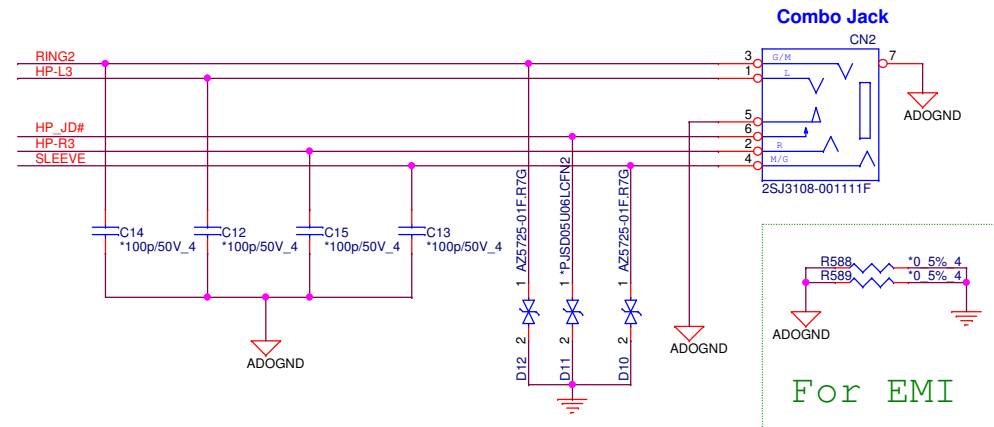 Combo Jack
CN2
RING2
3
G/M
7
HP-L3
1
L
ADOGND
5
HP_JD#
6
HP-R3
2
R
SLEEVE
4
M/G
2SJ3108-001111F
AZ5725-01F.R7G
*PJSD05U06LCFN2
AZ5725-01F.R7G
C14
*100p/50V_4
C12
*100p/50V_4
C15
*100p/50V_4
C13
*100p/50V_4
R588
*0_5%_4
R589
*0_5%_4
1
1
1
2
2
2
D12
D11
D10
ADOGND
ADOGND
ADOGND
For EMI